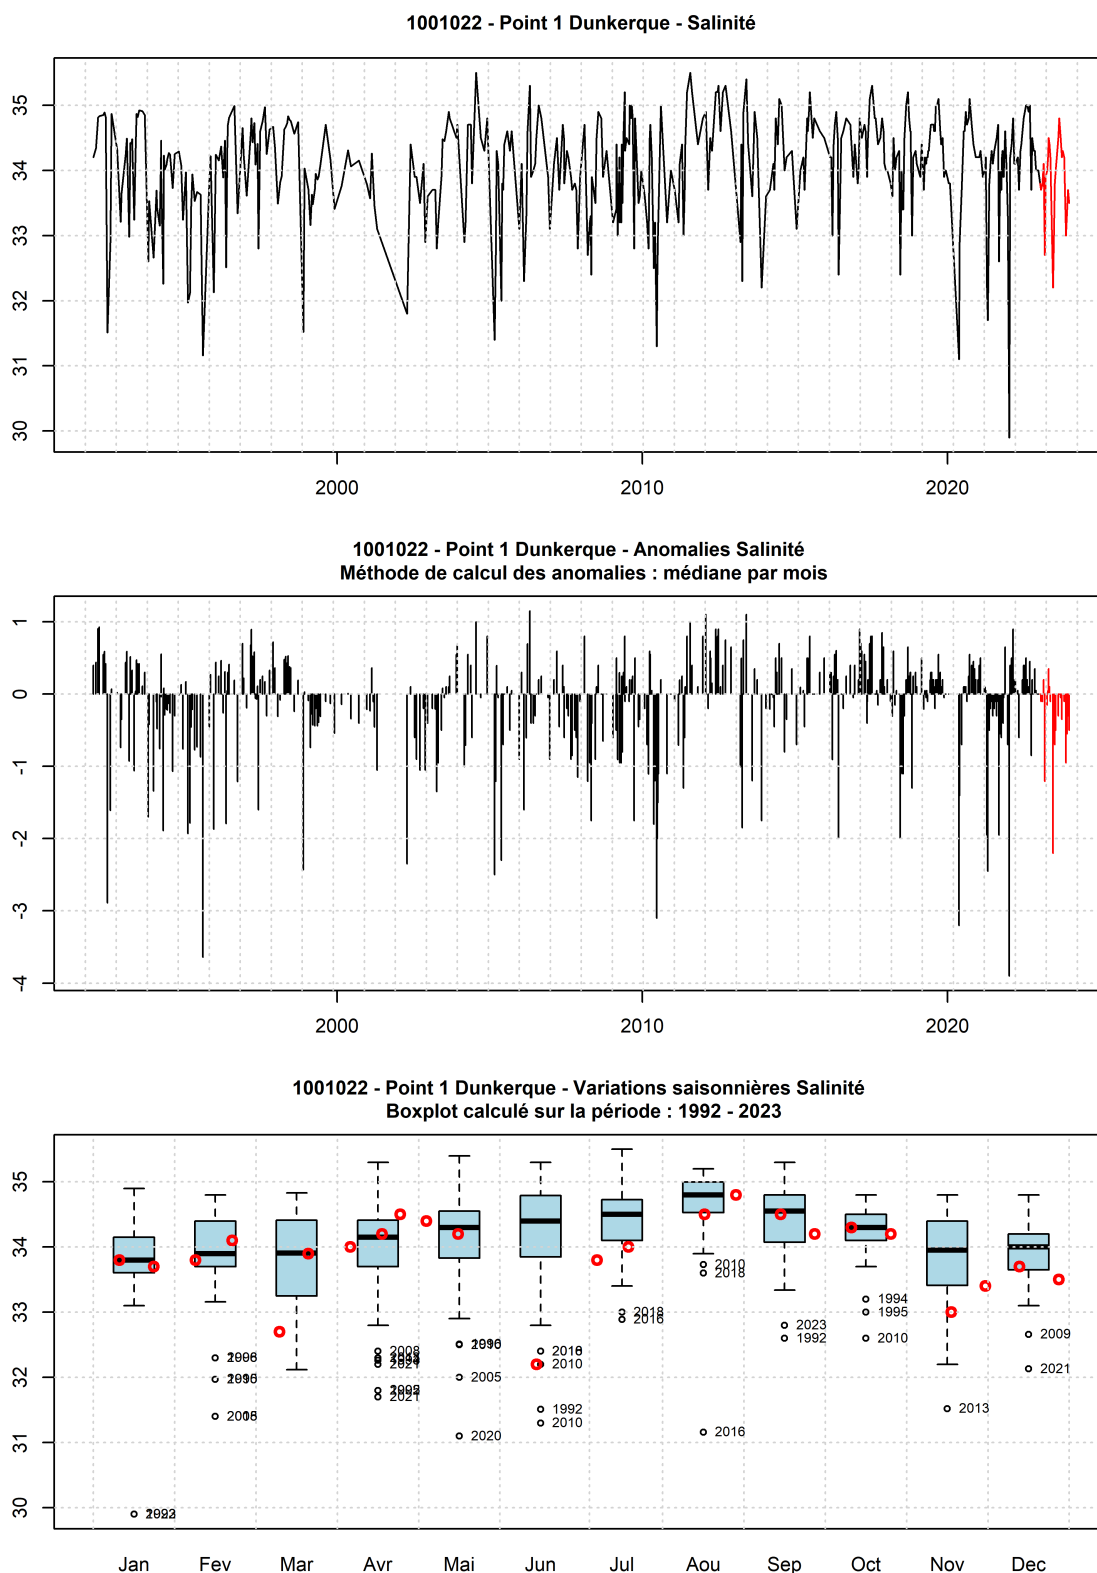 1001022 - Point 1 Dunkerque - Salinité
35
34
33
32
31
30
2000
2010
2020
1001022 - Point 1 Dunkerque - Anomalies Salinité
Méthode de calcul des anomalies : médiane par mois
1
0
-1
-2
-3
-4
2000
2010
2020
1001022 - Point 1 Dunkerque - Variations saisonnières Salinité
Boxplot calculé sur la période : 1992 - 2023
35
34
33
32
31
30
2005
2020
2008
2021
2021
2010
1992
2010
2018
2016
2010
2018
2016
2023
1992
1994
1995
2010
2013
2009
2021
Jan
Fev
Mar
Avr
Mai
Jun
Jul
Aou
Sep
Oct
Nov
Dec